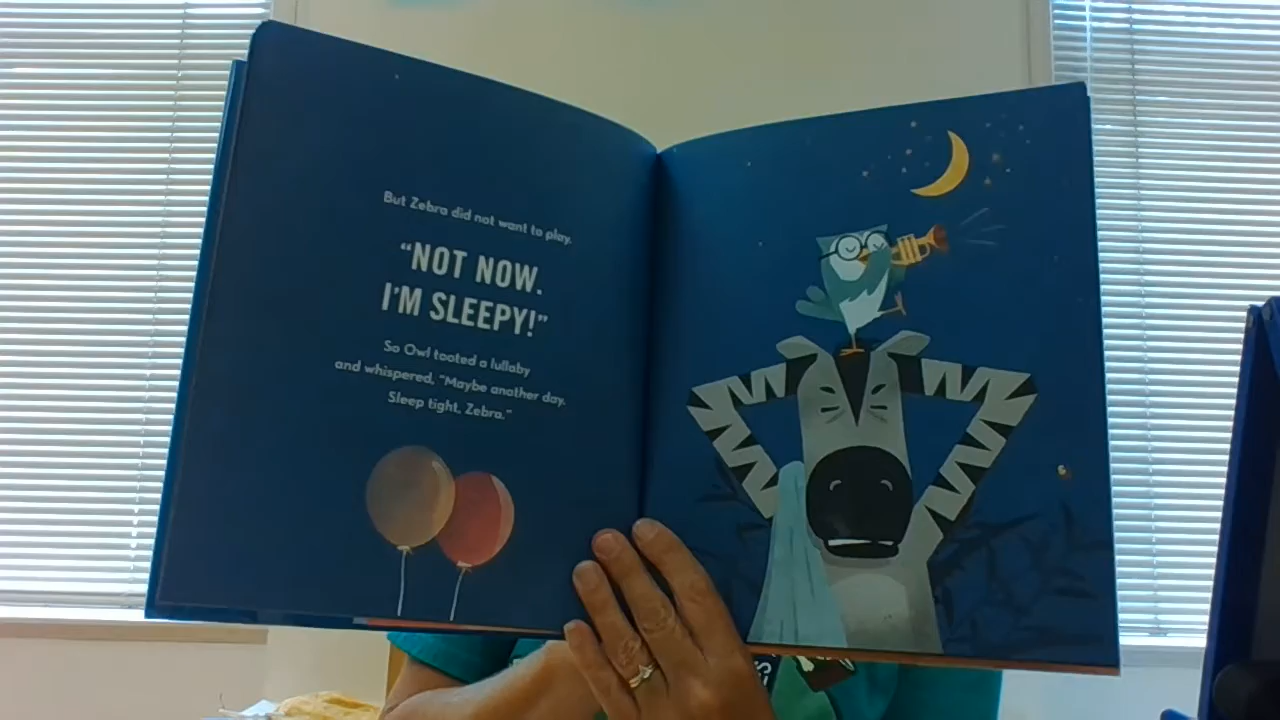 But Zebra did not want to play.
“NOT NOW.
I’M SLEEPY!”
So Owl tooted a lullaby
and whispered, “Maybe another day.
Sleep tight, Zebra.”